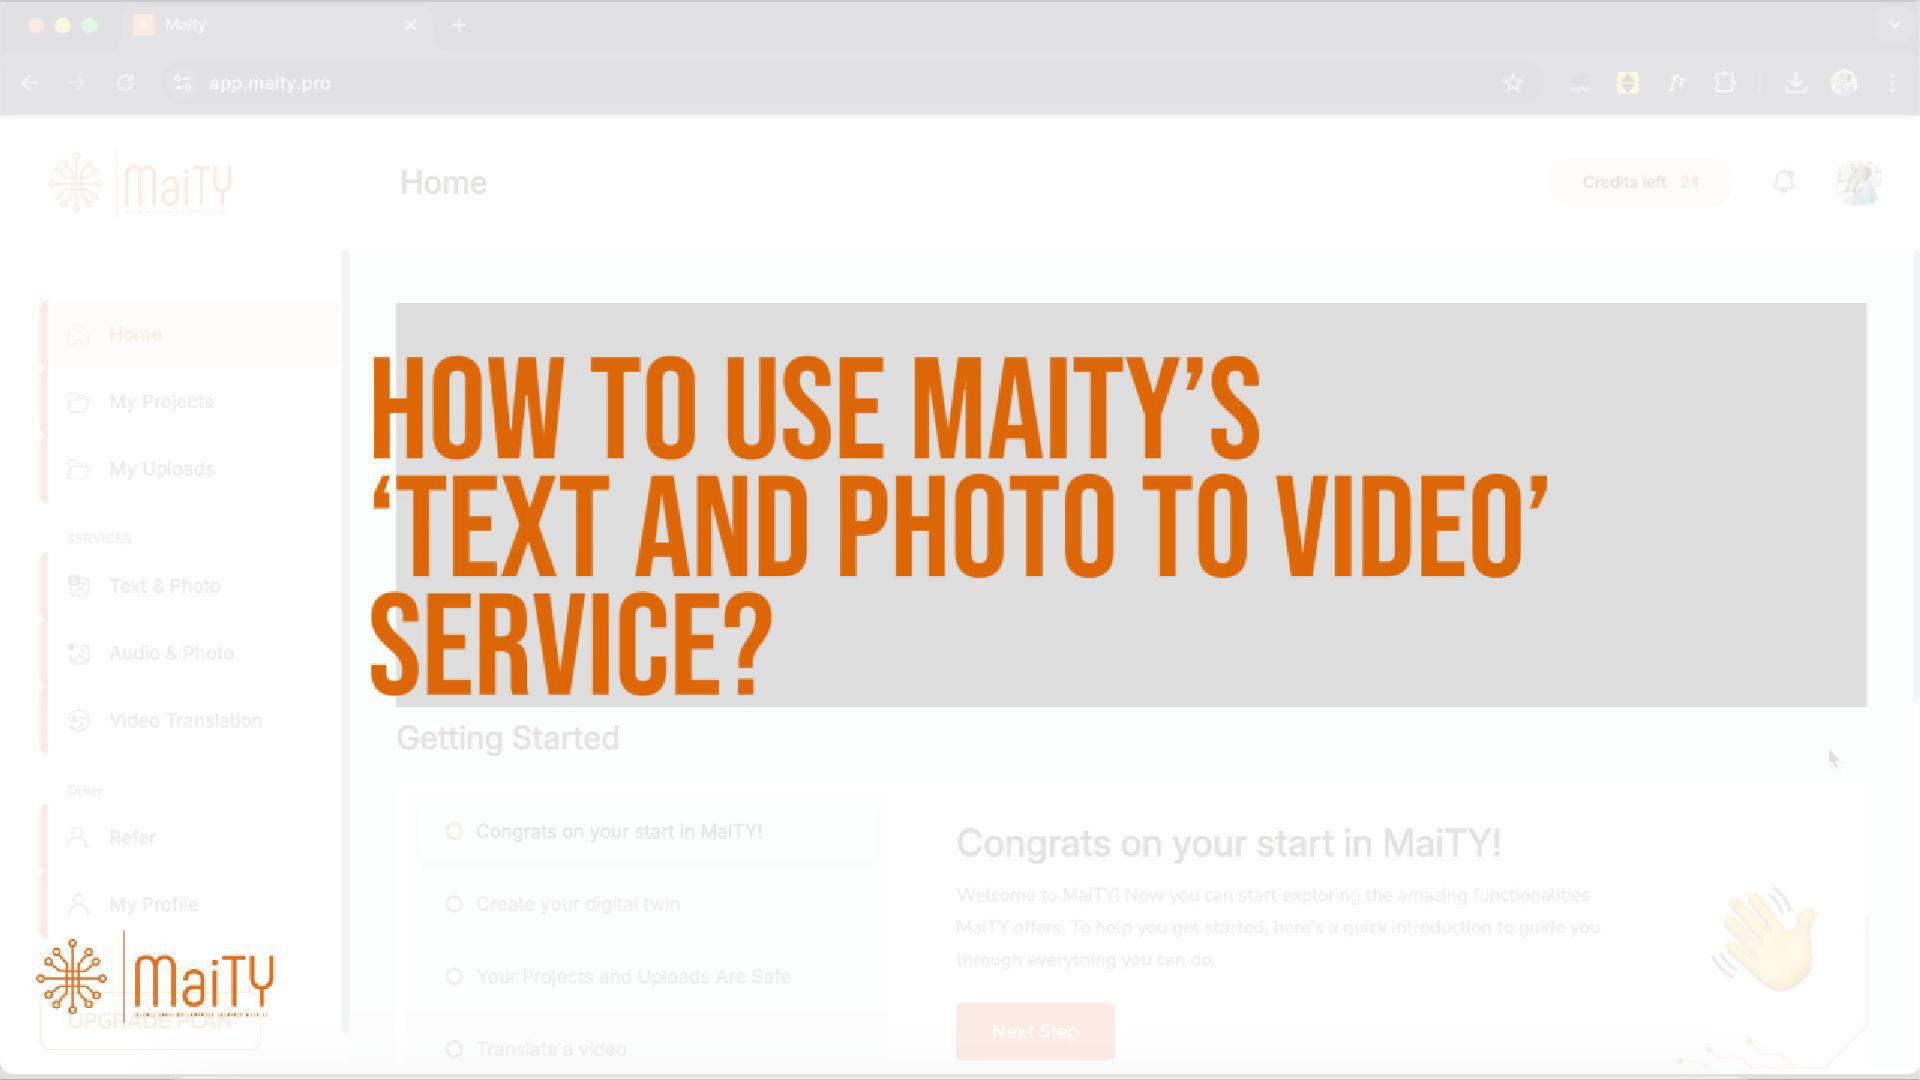 Maity
app.maity.pro
MaiTY
Home
Credits left 24
Home
My Projects
My Uploads
SERVICES
Text & Photo
Audio & Photo
Video Translation
Other
Refer
My Profile
UPGRADE PLAN
HOW TO USE MAITY’S
‘TEXT AND PHOTO TO VIDEO’
SERVICE?
Getting Started
Congrats on your start in MaiTY!
Create your digital twin
Your Projects and Uploads Are Safe
Translate a video
Congrats on your start in MaiTY!
Welcome to MaiTY! Now you can start exploring the amazing functionalities
MaiTY offers. To help you get started, here's a quick introduction to guide you
through everything you can do.
Next Step
MaiTY